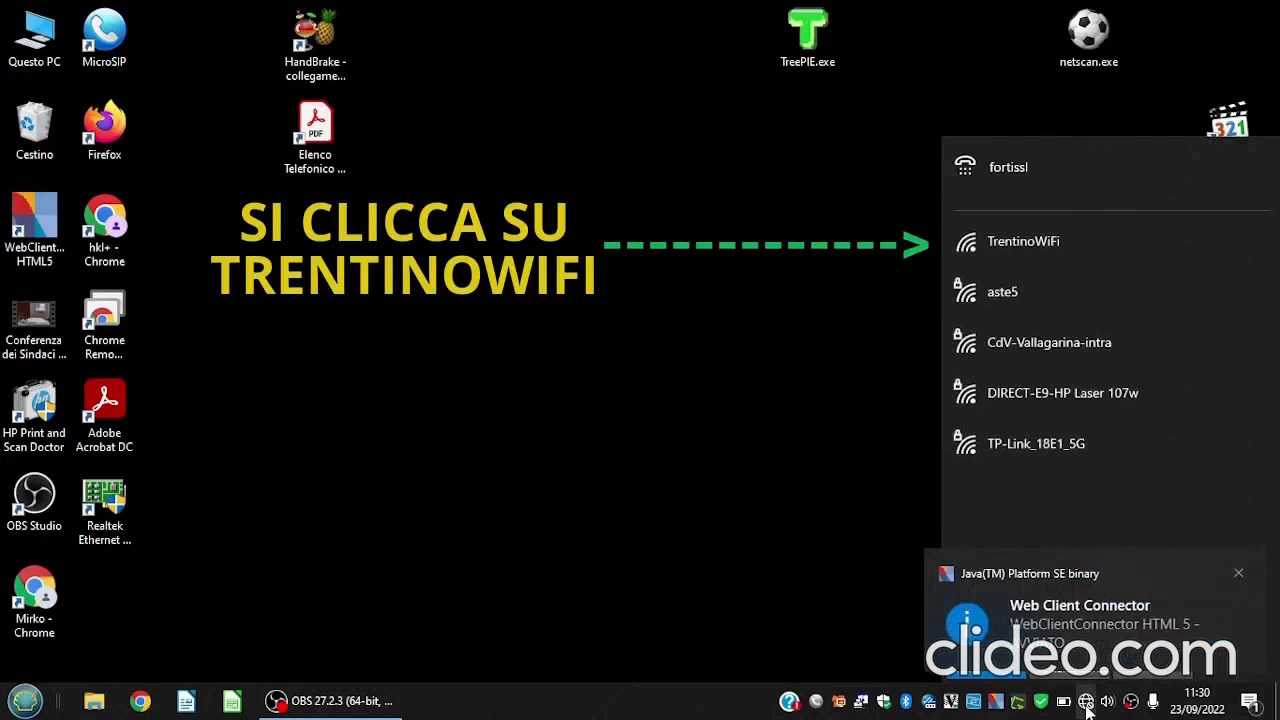 Questo PC
MicroSIP
HandBrake -
collegame...
TreePIE.exe
netscan.exe
Cestino
Firefox
PDF
Elenco
Telefonico ...
321
fortissl
SI CLICCA SU
TRENTINOWIFI
---------------->
TrentinoWiFi
WebClient...
HTML5
hkl+ -
Chrome
aste5
Conferenza
dei Sindaci ...
Chrome
Remo...
CdV-Vallagarina-intra
DIRECT-E9-HP Laser 107w
HP Print and
Scan Doctor
Adobe
Acrobat DC
TP-Link_18E1_5G
OBS Studio
Realtek
Ethernet ...
Mirko -
Chrome
Java(TM) Platform SE binary
Web Client Connector
WebClientConnector HTML 5 -
clideo.com
OBS 27.2.3 (64-bit, ...
11:30
23/09/2022
1